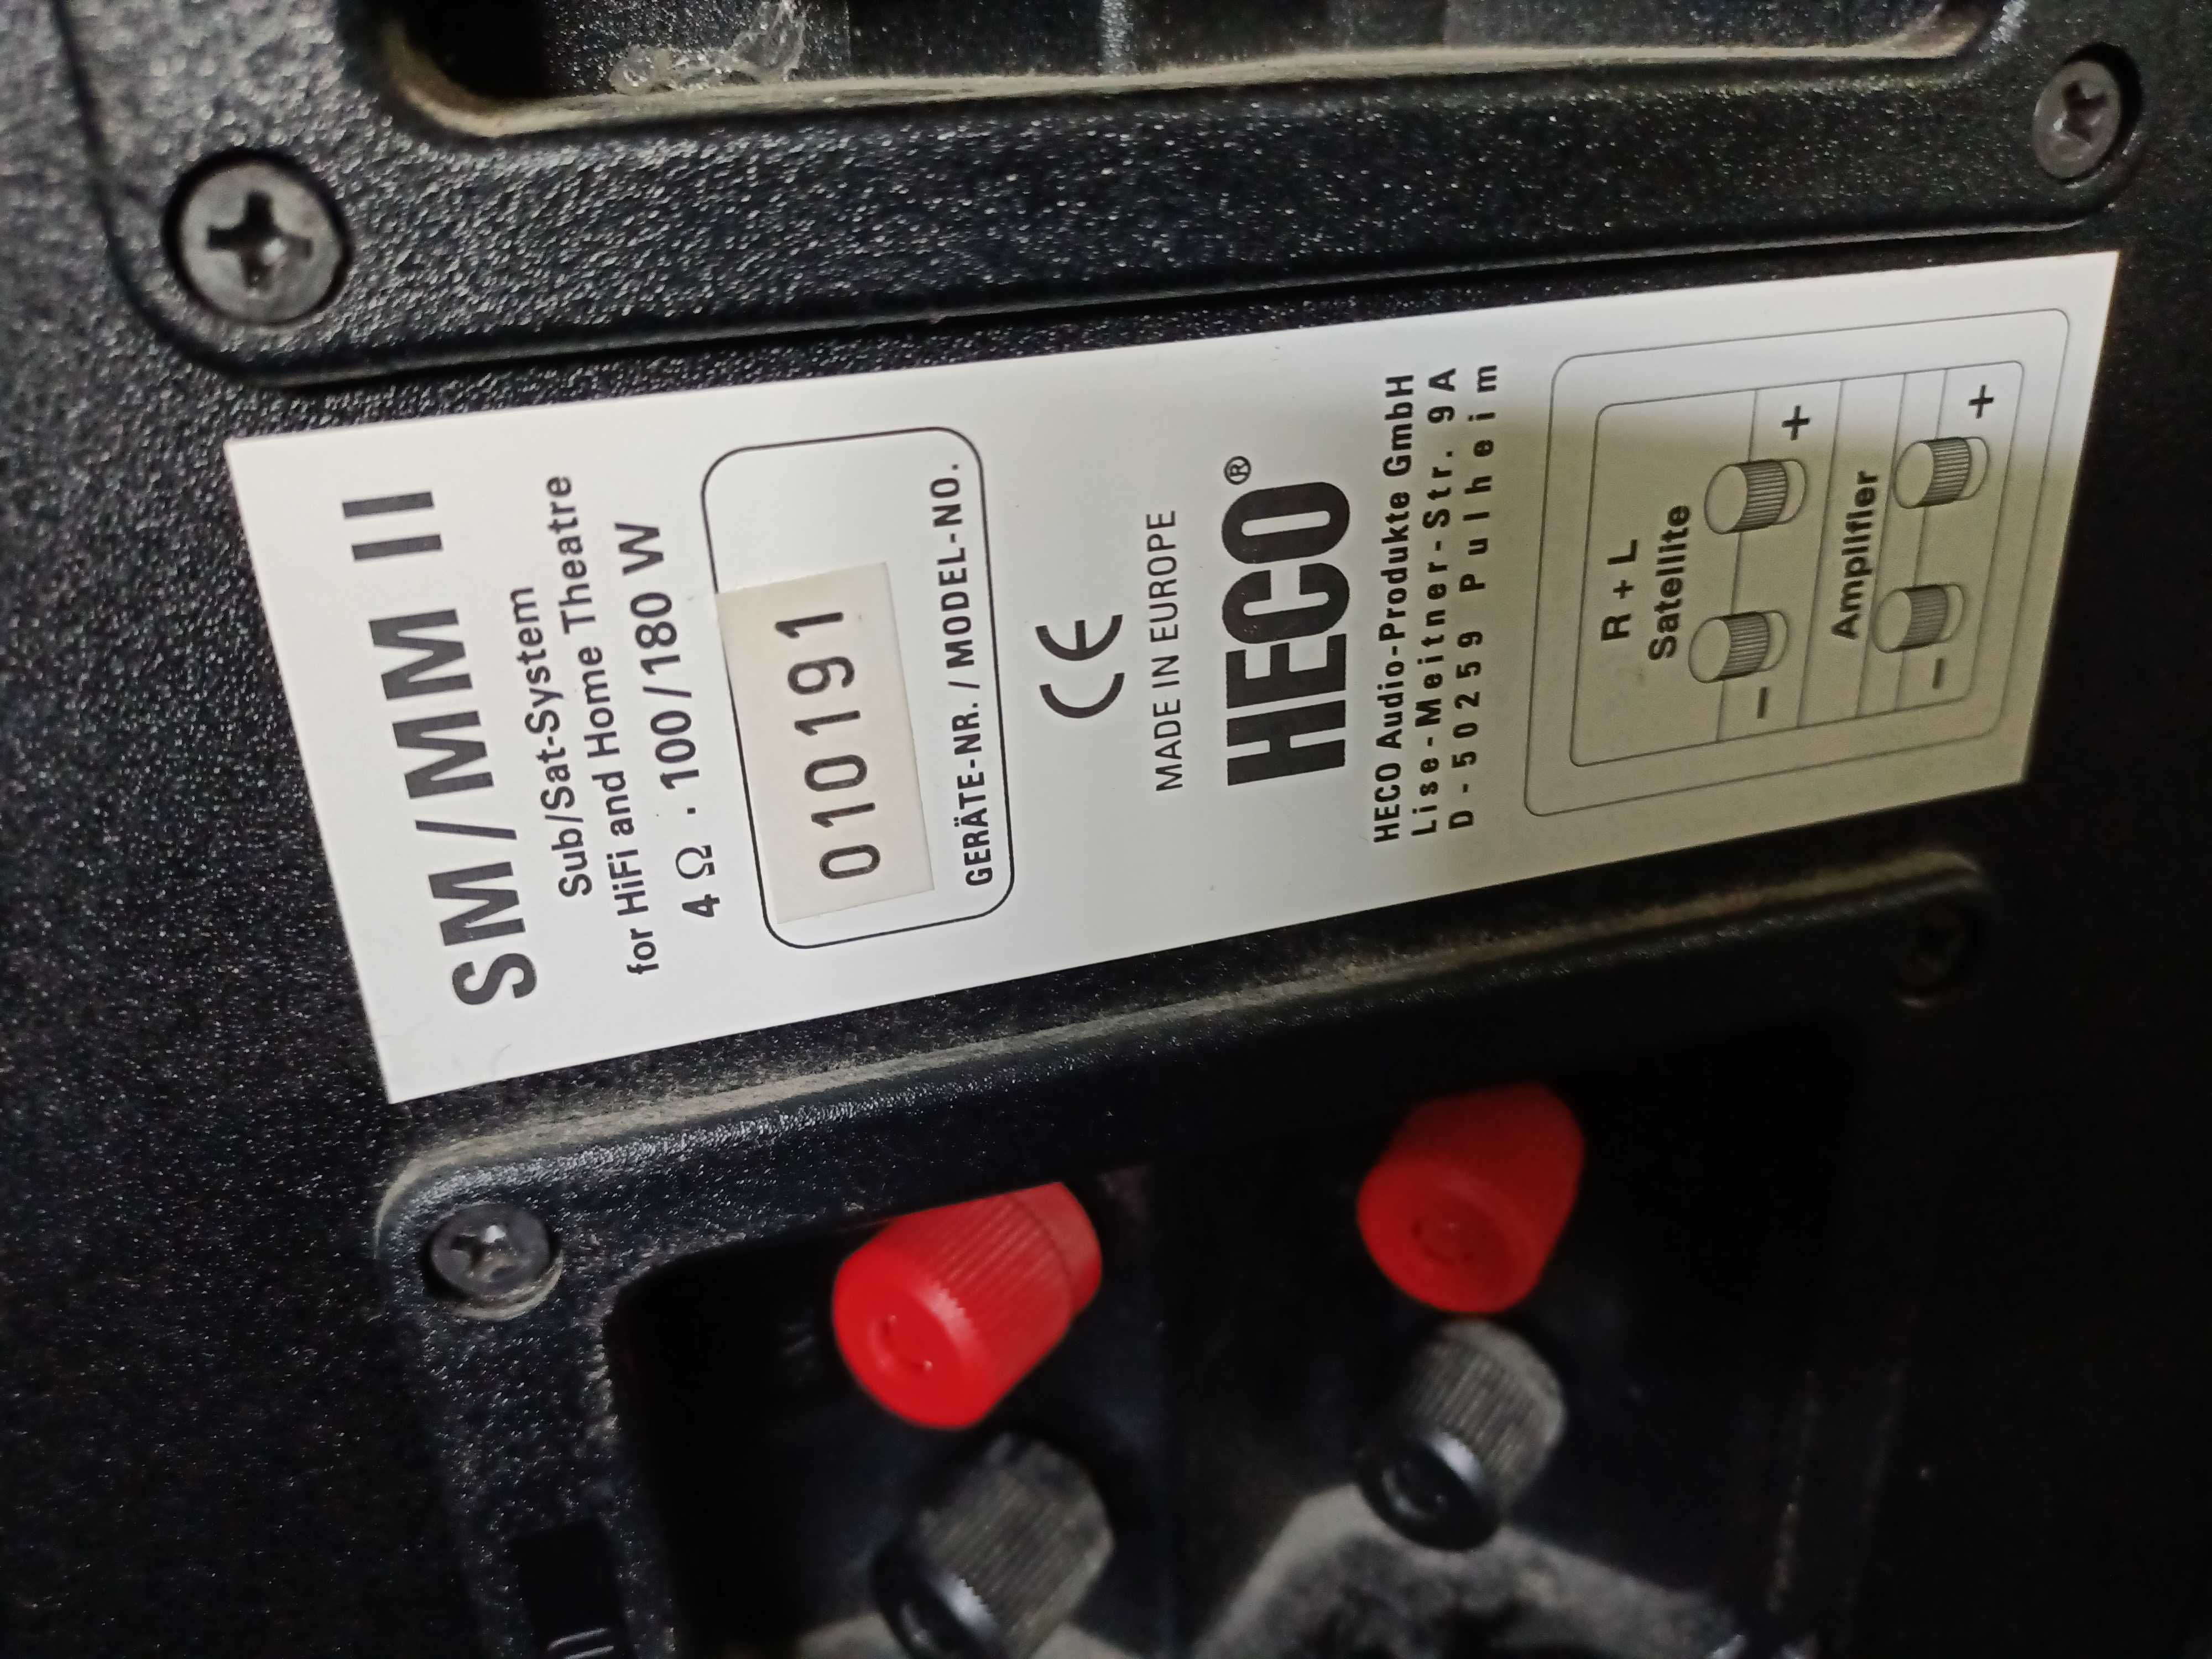 SM/MM II
Sub/Sat-System
for HiFi and Home Theatre
4 Ω . 100/180 W
010191
GERÄTE-NR. / MODEL-NO.
CE
MADE IN EUROPE
HECO®
HECO Audio-Produkte GmbH
Lise-Meitner-Str. 9A
D-50259 Pulheim
R + L
Satellite
− +
Amplifier
− +